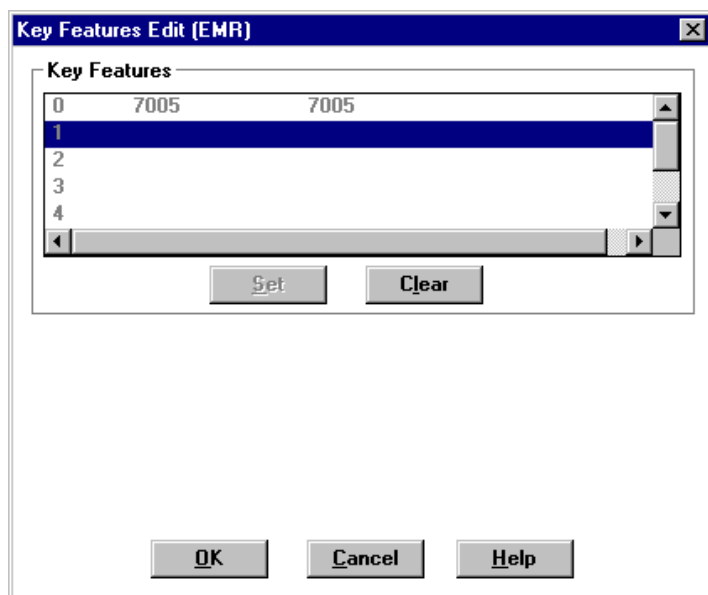 Key Features Edit (EMR)
Key Features
0 7005 7005
1
2
3
4
Set Clear
OK Cancel Help